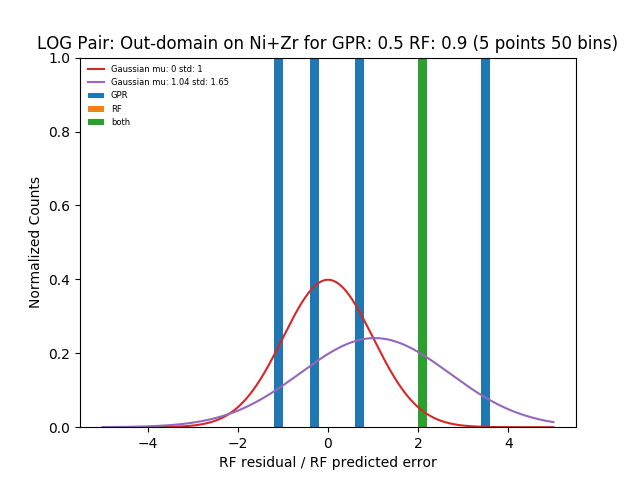 LOG Pair: Out-domain on Ni+Zr for GPR: 0.5 RF: 0.9 (5 points 50 bins)
Gaussian mu: 0 std: 1
Gaussian mu: 1.04 std: 1.65
GPR
RF
both
Normalized Counts
1.0
0.8
0.6
0.4
0.2
0.0
−4 −2 0 2 4
RF residual / RF predicted error